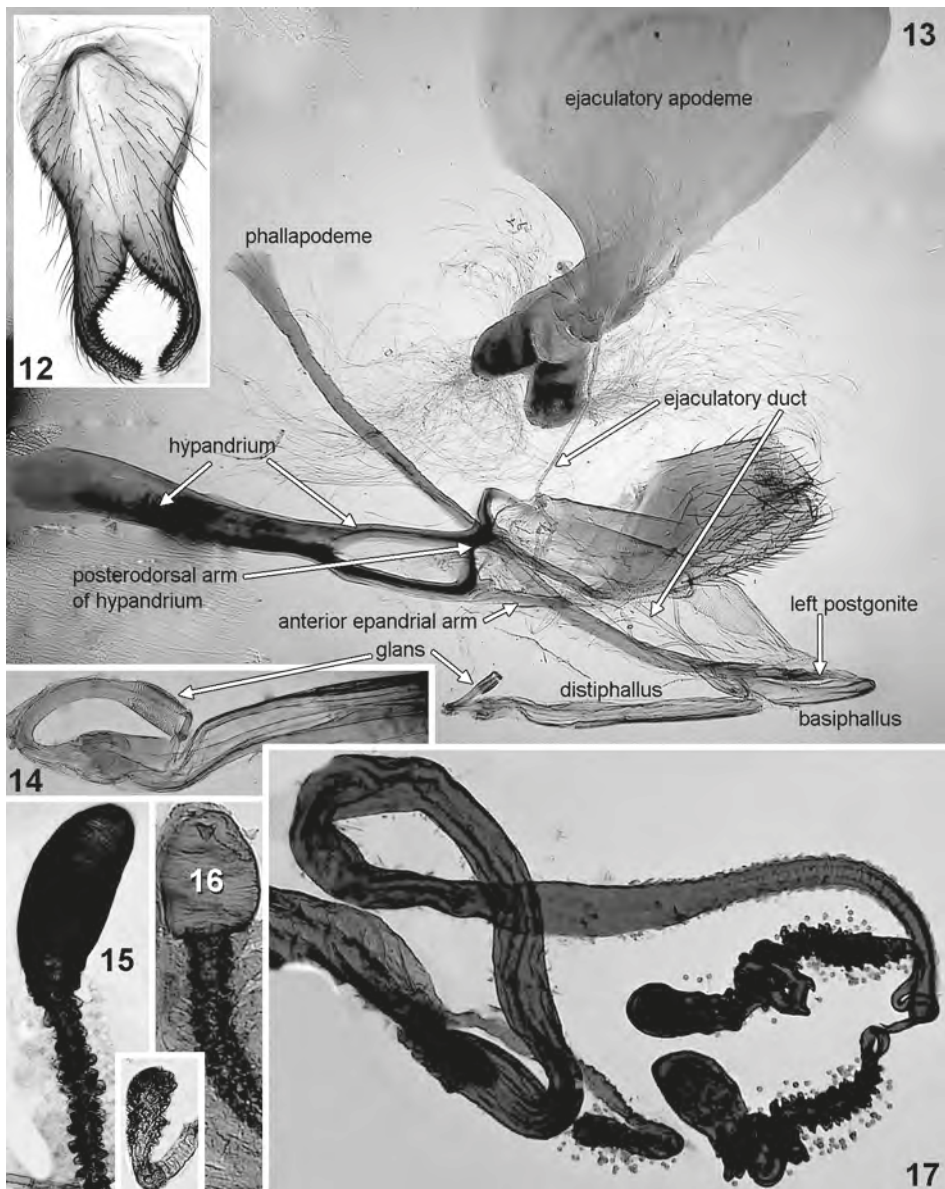 13
ejaculatory apodeme
phallapodeme
12
ejaculatory duct
hypandrium
posterodorsal arm
of hypandrium
left postgonite
anterior epandrial arm
glans
distiphallus
basiphallus
14
16
15
17